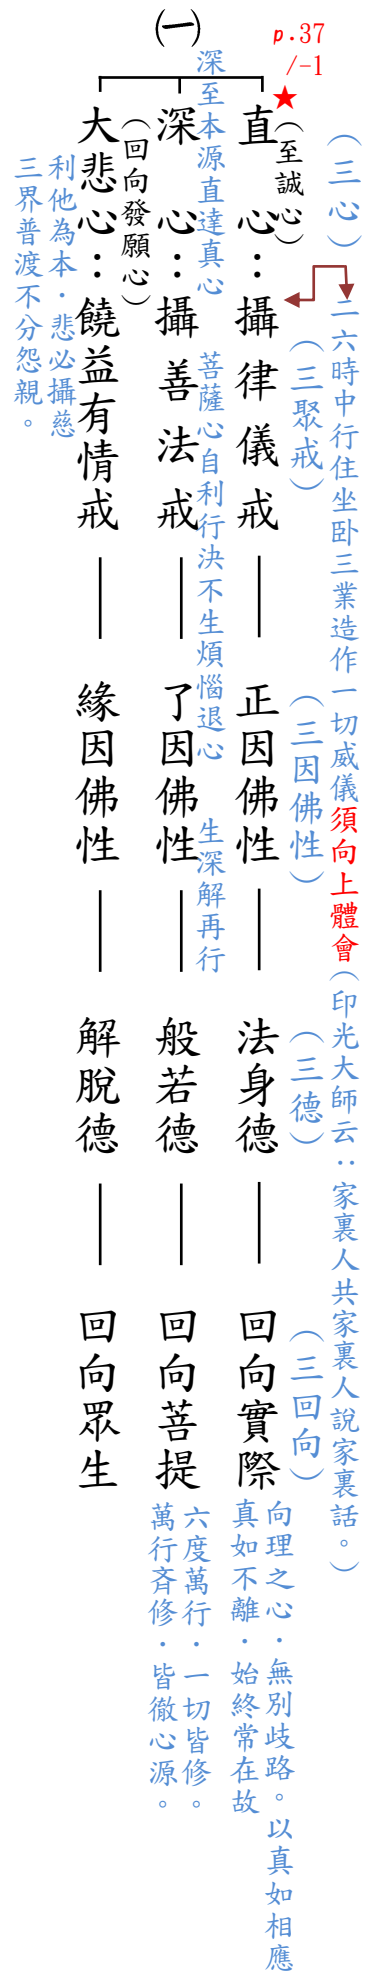 ㈠
p.37
/-1
★
(三心)
二六時中行住坐卧三業造作一切威儀須向上體會(印光大師云：家裏人共家裏人說家裏話。)
(三聚戒)
(三因佛性)
(三德)
(三回向)
(至誠心)
直心：攝律儀戒──正因佛性──法身德──回向實際
向理之心．無別歧路。以真如相應
真如不離．始終常在故
深至本源直達真心
菩薩心自利行決不生煩惱退心
生深解再行
深心：攝善法戒──了因佛性──般若德──回向菩提
六度萬行．一切皆修。
萬行斉修．皆徹心源。
(回向發願心)
大悲心：饒益有情戒──緣因佛性──解脫德──回向眾生
利他為本．悲必攝慈
三界普渡不分怨親。